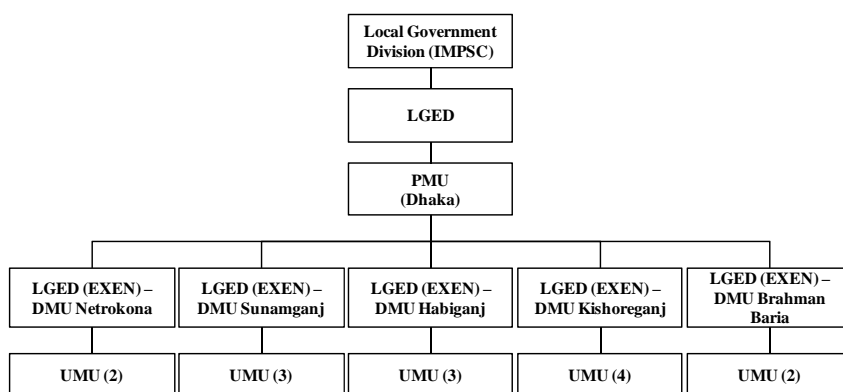 Local Government
Division (IMPSC)
LGED
PMU
(Dhaka)
LGED (EXEN) –
DMU Netrokona
LGED (EXEN) –
DMU Sunamganj
LGED (EXEN) –
DMU Habiganj
LGED (EXEN) –
DMU Kishoreganj
LGED (EXEN) –
DMU Brahman
Baria
UMU (2)
UMU (3)
UMU (3)
UMU (4)
UMU (2)